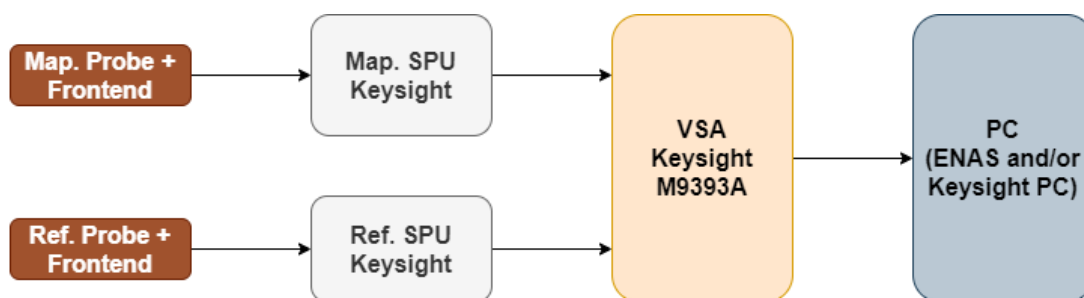 Map. Probe +
Frontend
Map. SPU
Keysight
Ref. Probe +
Frontend
Ref. SPU
Keysight
VSA
Keysight
M9393A
PC
(ENAS and/or
Keysight PC)